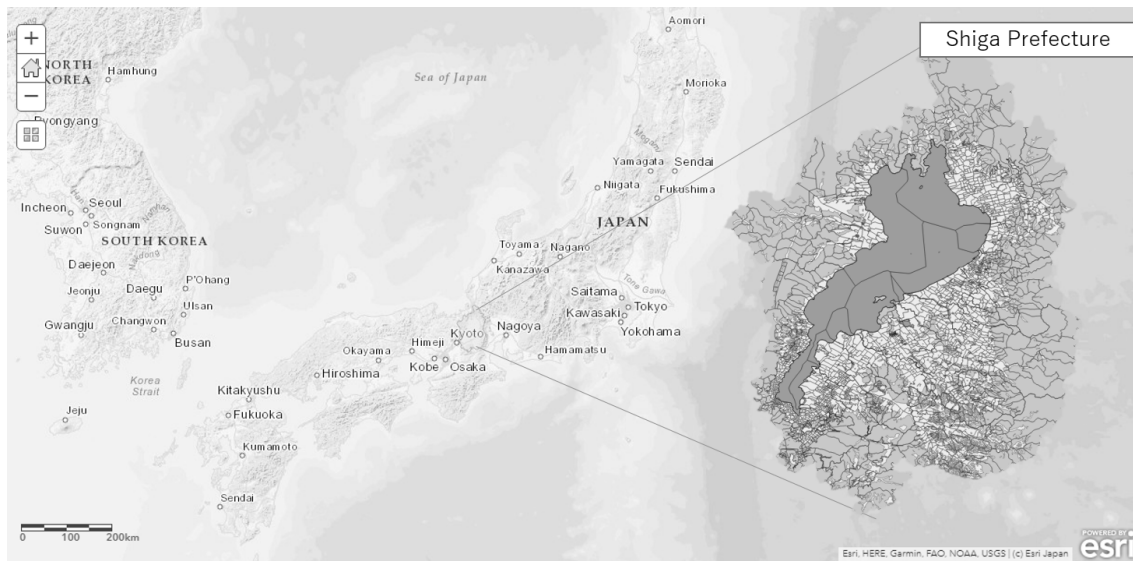 Aomori
Shiga Prefecture
NORTH
KOREA
Hamhung
Sea of Japan
Morioka
Pyongyang
Mogami
Yamagata
Sendai
Niigata
Fukushima
Incheon
Seoul
Suwon
Songnam
SOUTH KOREA
JAPAN
Toyama
Nagano
Kanazawa
Daejeon
Jeonju
Daegu
P'Ohang
Ulsan
Gwangju
Changwon
Busan
Saitama
Tone Gawa
Tokyo
Kawasaki
Yokohama
Kyoto
Nagoya
Himeji
Okayama
Kobe
Osaka
Hamamatsu
Hiroshima
Korea
Strait
Kitakyushu
Fukuoka
Jeju
Kumamoto
Sendai
0 100 200km
Esri, HERE, Garmin, FAO, NOAA, USGS | (c) Esri Japan
POWERED BY
esri